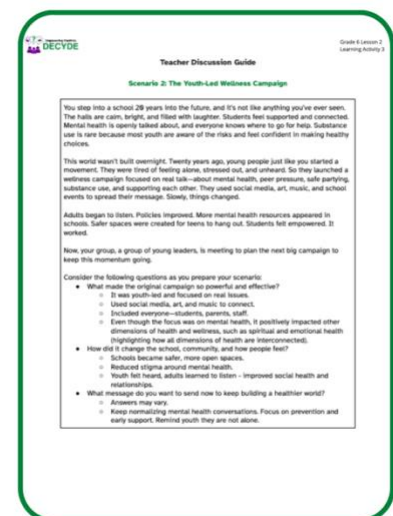 DECYDE
Grade 6 Lesson 2
Learning Activity 3
Teacher Discussion Guide
Scenario 2: The Youth-Led Wellness Campaign
You step into a school 20 years into the future, and it's not like anything you've ever seen.
The halls are calm, bright, and filled with laughter. Students feel supported and connected.
Mental health is openly talked about, and everyone knows where to go for help. Substance
use is rare because most youth are aware of the risks and feel confident in making healthy
choices.
This world wasn't built overnight. Twenty years ago, young people just like you started a
movement. They were tired of feeling alone, stressed out, and unheard. So they launched a
wellness campaign focused on real talk—about mental health, peer pressure, safe partying,
substance use, and supporting each other. They used social media, art, music, and school
events to spread their message. Slowly, things changed.
Adults began to listen. Policies improved. More mental health resources appeared in
schools. Safer spaces were created for teens to hang out. Students felt empowered. It
worked.
Now, your group, a group of young leaders, is meeting to plan the next big campaign to
keep this momentum going.
Consider the following questions as you prepare your scenario:
● What made the original campaign so powerful and effective?
○ It was youth-led and focused on real issues.
○ Used social media, art, and music to connect.
○ Included everyone—students, parents, staff.
○ Even though the focus was on mental health, it positively impacted other
dimensions of health and wellness, such as spiritual and emotional health
(highlighting how all dimensions of health are interconnected).
● How did it change the school, community, and how people feel?
○ Schools became safer, more open spaces.
○ Reduced stigma around mental health.
○ Youth felt heard, adults learned to listen - improved social health and
relationships.
● What message do you want to send now to keep building a healthier world?
○ Answers may vary.
○ Keep normalizing mental health conversations. Focus on prevention and
early support. Remind youth they are not alone.